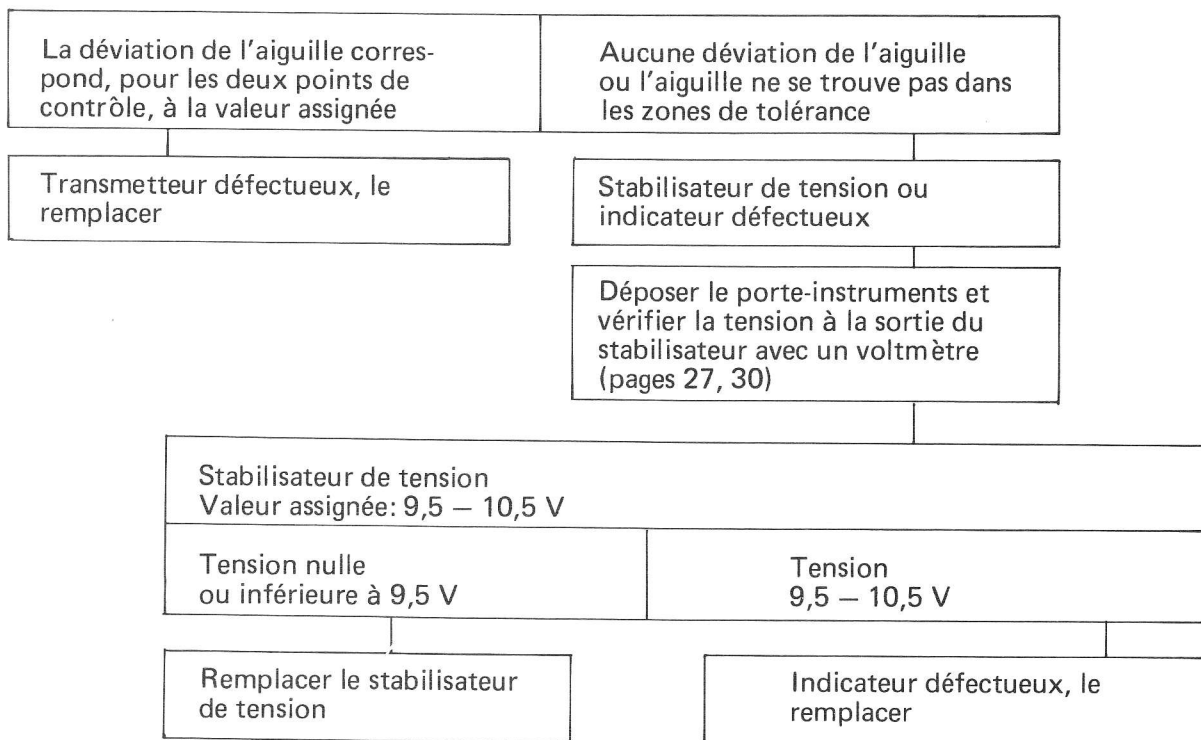 La déviation de l'aiguille corres-
pond, pour les deux points de
contrôle, à la valeur assignée
Aucune déviation de l'aiguille
ou l'aiguille ne se trouve pas dans
les zones de tolérance
Transmetteur défectueux, le
remplacer
Stabilisateur de tension ou
indicateur défectueux
Déposer le porte-instruments et
vérifier la tension à la sortie du
stabilisateur avec un voltmètre
(pages 27, 30)
Stabilisateur de tension
Valeur assignée: 9,5 — 10,5 V
Tension nulle
ou inférieure à 9,5 V
Tension
9,5 — 10,5 V
Remplacer le stabilisateur
de tension
Indicateur défectueux, le
remplacer